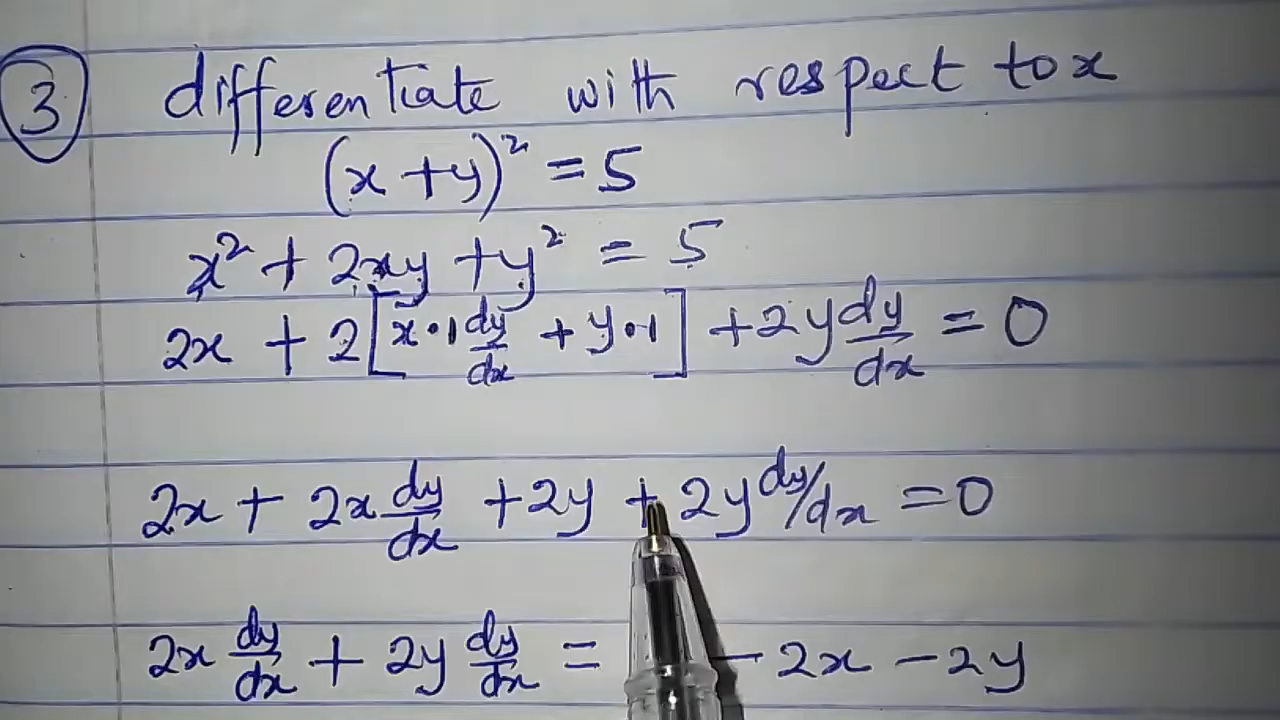 3 differentiate with respect to x
(x + y)² = 5
x² + 2xy + y² = 5
2x + 2[x·1 dy/dx + y·1] + 2y dy/dx = 0
2x + 2x dy/dx + 2y + 2y dy/dx = 0
2x dy/dx + 2y dy/dx = - 2x - 2y